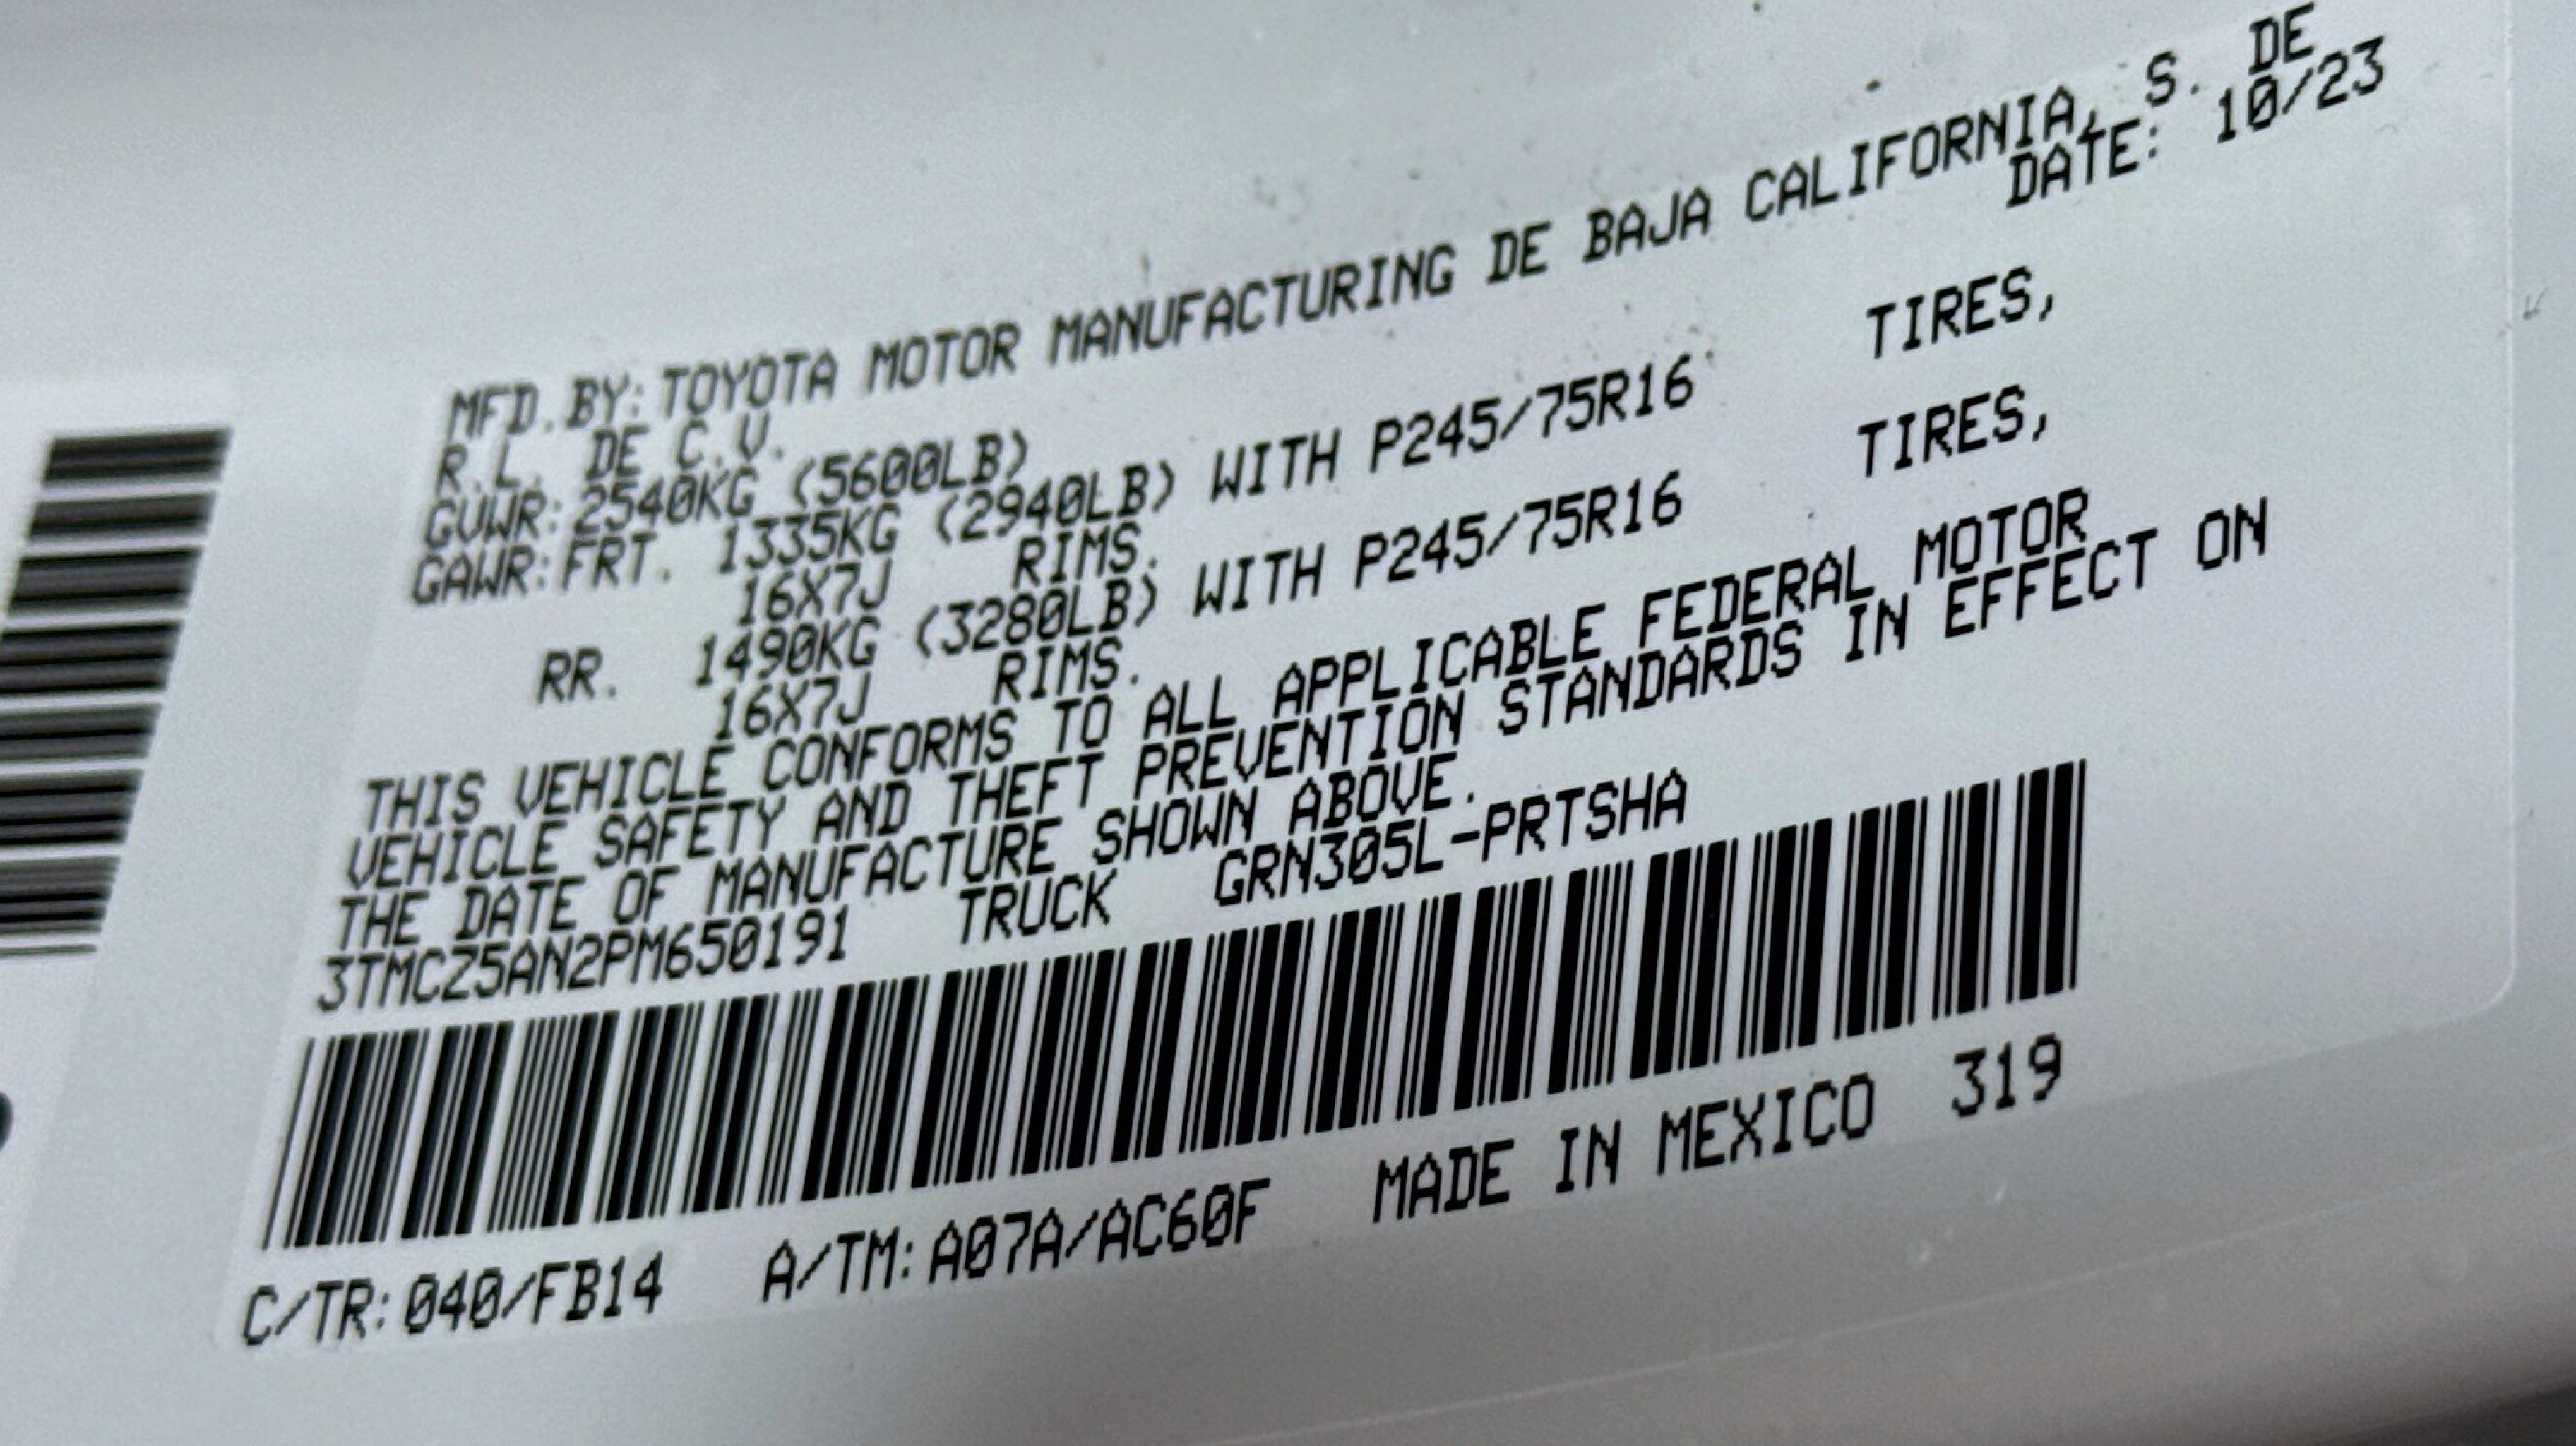 MFD.BY:TOYOTA MOTOR MANUFACTURING DE BAJA CALIFORNIA, S. DE
R.L. DE C.V. DATE: 10/23
GVWR:2540KG (5600LB)
GAWR:FRT. 1335KG (2940LB) WITH P245/75R16 TIRES,
16X7J RIMS.
RR. 1490KG (3280LB) WITH P245/75R16 TIRES,
16X7J RIMS.
THIS VEHICLE CONFORMS TO ALL APPLICABLE FEDERAL MOTOR
VEHICLE SAFETY AND THEFT PREVENTION STANDARDS IN EFFECT ON
THE DATE OF MANUFACTURE SHOWN ABOVE.
3TMCZ5AN2PM650191 TRUCK GRN305L-PRTSHA
C/TR:040/FB14 A/TM:A07A/AC60F MADE IN MEXICO 319